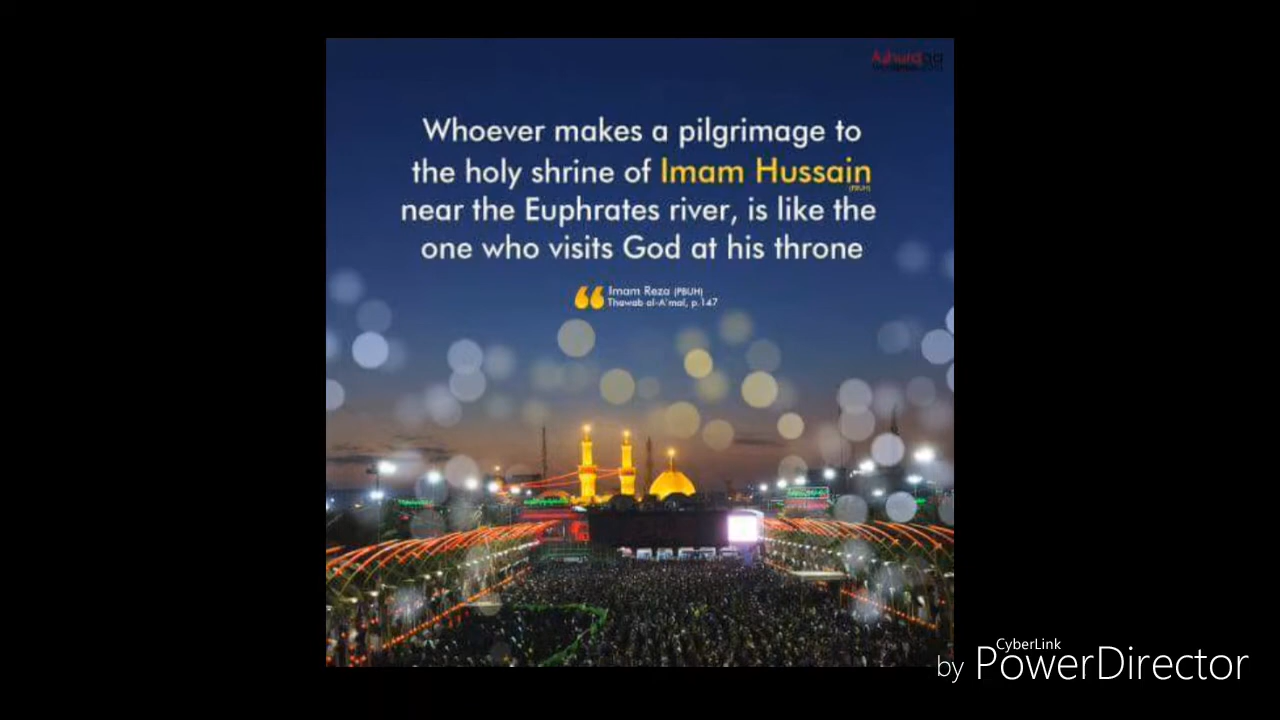 Whoever makes a pilgrimage to
the holy shrine of Imam Hussain
(PBUH)
near the Euphrates river, is like the
one who visits God at his throne
Imam Reza (PBUH)
Thawab al-A'mal, p.147
CyberLink
by PowerDirector